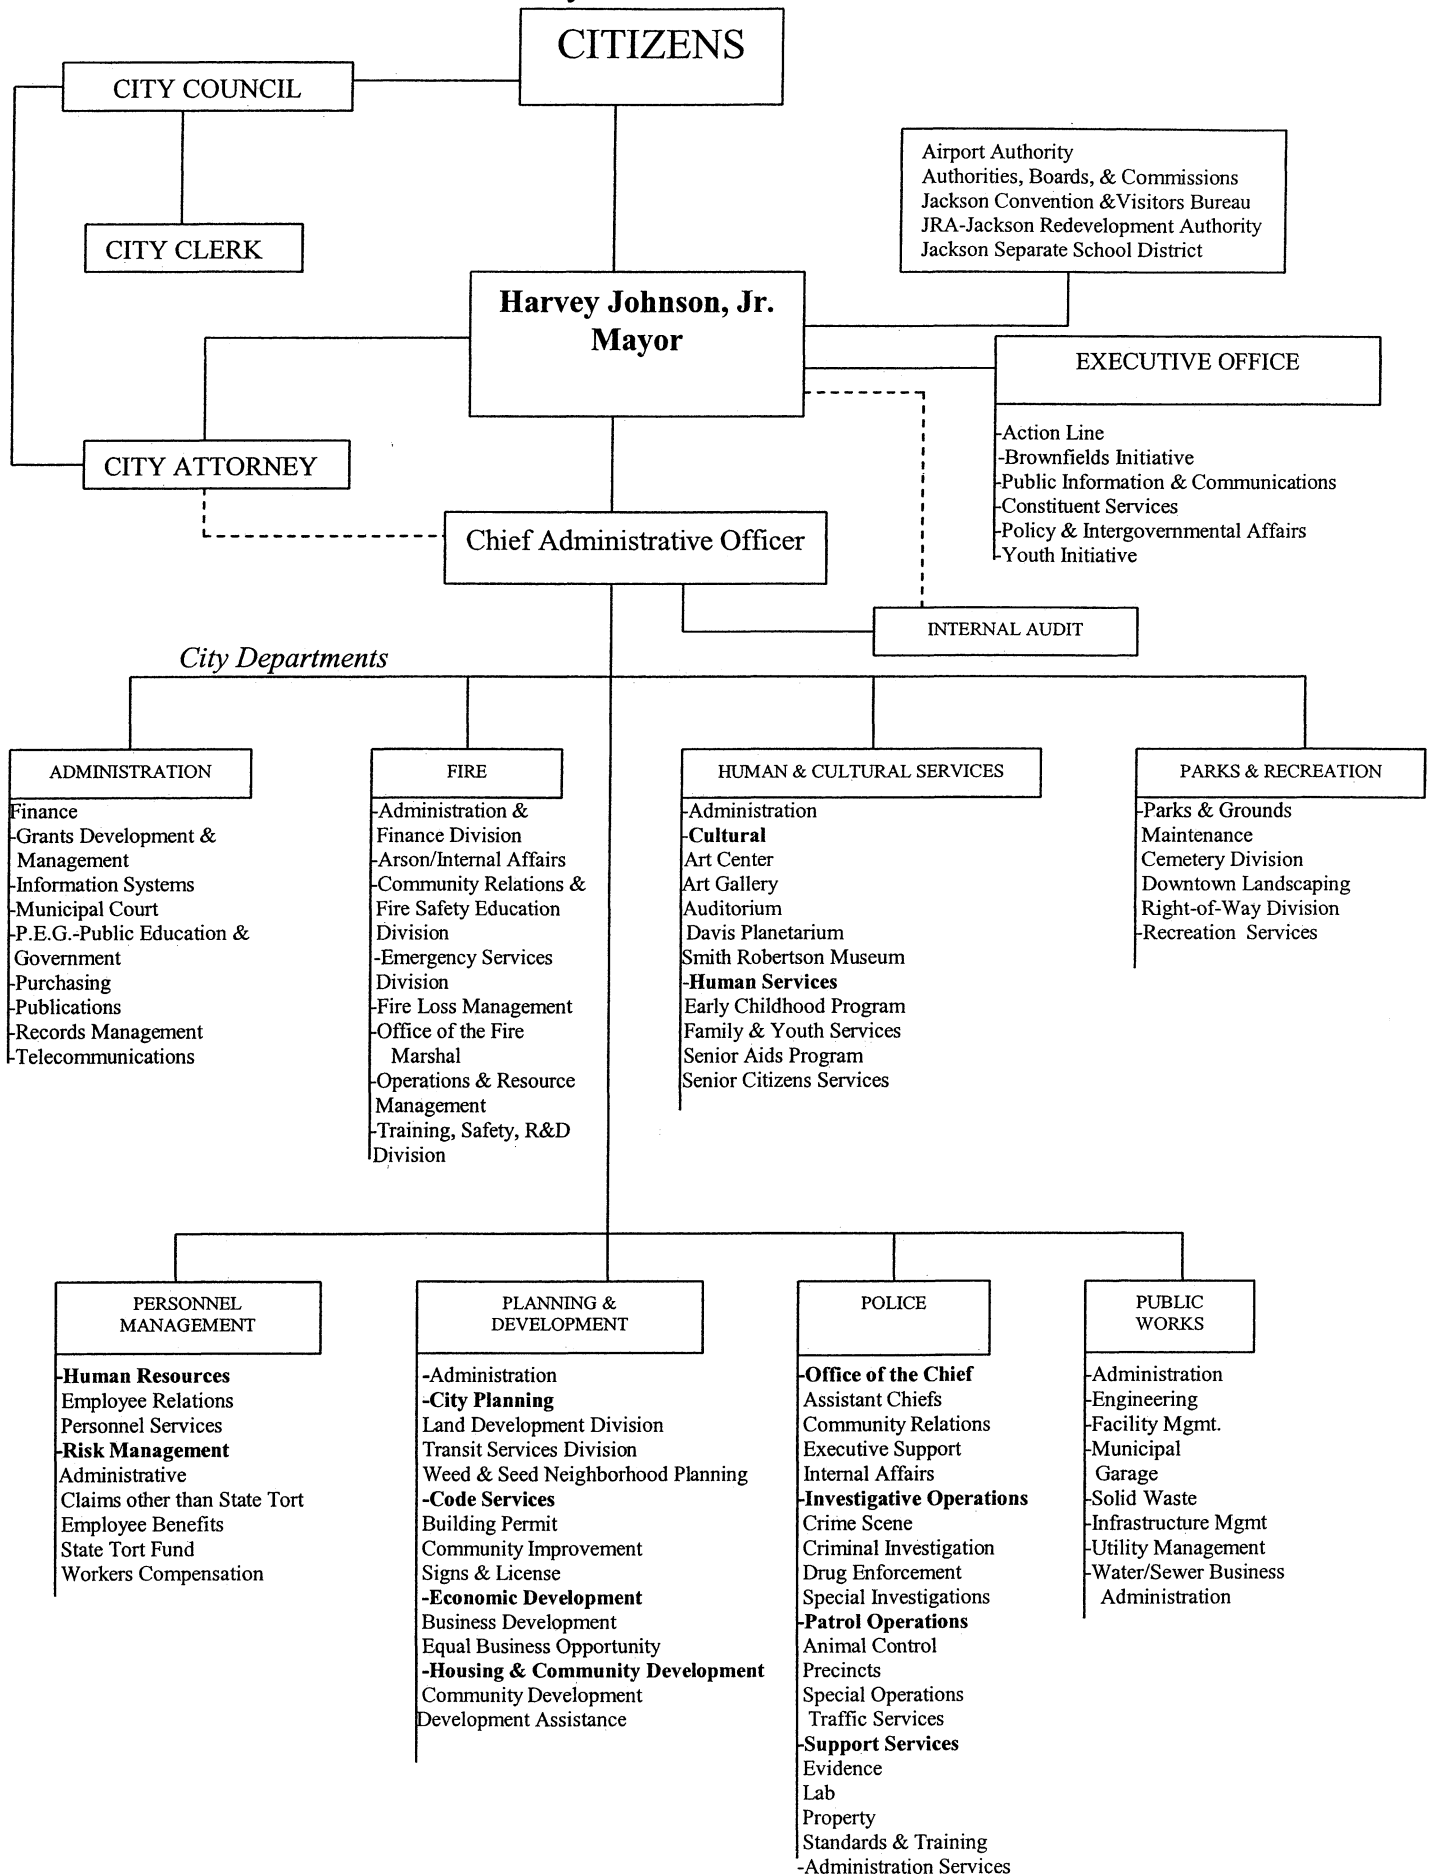 CITIZENS
CITY COUNCIL
Airport Authority
Authorities, Boards, & Commissions
Jackson Convention &Visitors Bureau
JRA-Jackson Redevelopment Authority
Jackson Separate School District
CITY CLERK
Harvey Johnson, Jr.
Mayor
EXECUTIVE OFFICE
-Action Line
-Brownfields Initiative
-Public Information & Communications
-Constituent Services
-Policy & Intergovernmental Affairs
-Youth Initiative
CITY ATTORNEY
Chief Administrative Officer
INTERNAL AUDIT
City Departments
ADMINISTRATION
Finance
-Grants Development &
Management
-Information Systems
-Municipal Court
-P.E.G.-Public Education &
Government
-Purchasing
-Publications
-Records Management
-Telecommunications
FIRE
-Administration &
Finance Division
-Arson/Internal Affairs
-Community Relations &
Fire Safety Education
Division
-Emergency Services
Division
-Fire Loss Management
-Office of the Fire
Marshal
-Operations & Resource
Management
-Training, Safety, R&D
Division
HUMAN & CULTURAL SERVICES
-Administration
-Cultural
Art Center
Art Gallery
Auditorium
Davis Planetarium
Smith Robertson Museum
-Human Services
Early Childhood Program
Family & Youth Services
Senior Aids Program
Senior Citizens Services
PARKS & RECREATION
-Parks & Grounds
Maintenance
Cemetery Division
Downtown Landscaping
Right-of-Way Division
-Recreation Services
PERSONNEL
MANAGEMENT
-Human Resources
Employee Relations
Personnel Services
-Risk Management
Administrative
Claims other than State Tort
Employee Benefits
State Tort Fund
Workers Compensation
PLANNING &
DEVELOPMENT
-Administration
-City Planning
Land Development Division
Transit Services Division
Weed & Seed Neighborhood Planning
-Code Services
Building Permit
Community Improvement
Signs & License
-Economic Development
Business Development
Equal Business Opportunity
-Housing & Community Development
Community Development
Development Assistance
POLICE
-Office of the Chief
Assistant Chiefs
Community Relations
Executive Support
Internal Affairs
-Investigative Operations
Crime Scene
Criminal Investigation
Drug Enforcement
Special Investigations
-Patrol Operations
Animal Control
Precincts
Special Operations
Traffic Services
-Support Services
Evidence
Lab
Property
Standards & Training
-Administration Services
PUBLIC
WORKS
-Administration
-Engineering
-Facility Mgmt.
-Municipal
Garage
-Solid Waste
-Infrastructure Mgmt
-Utility Management
-Water/Sewer Business
Administration